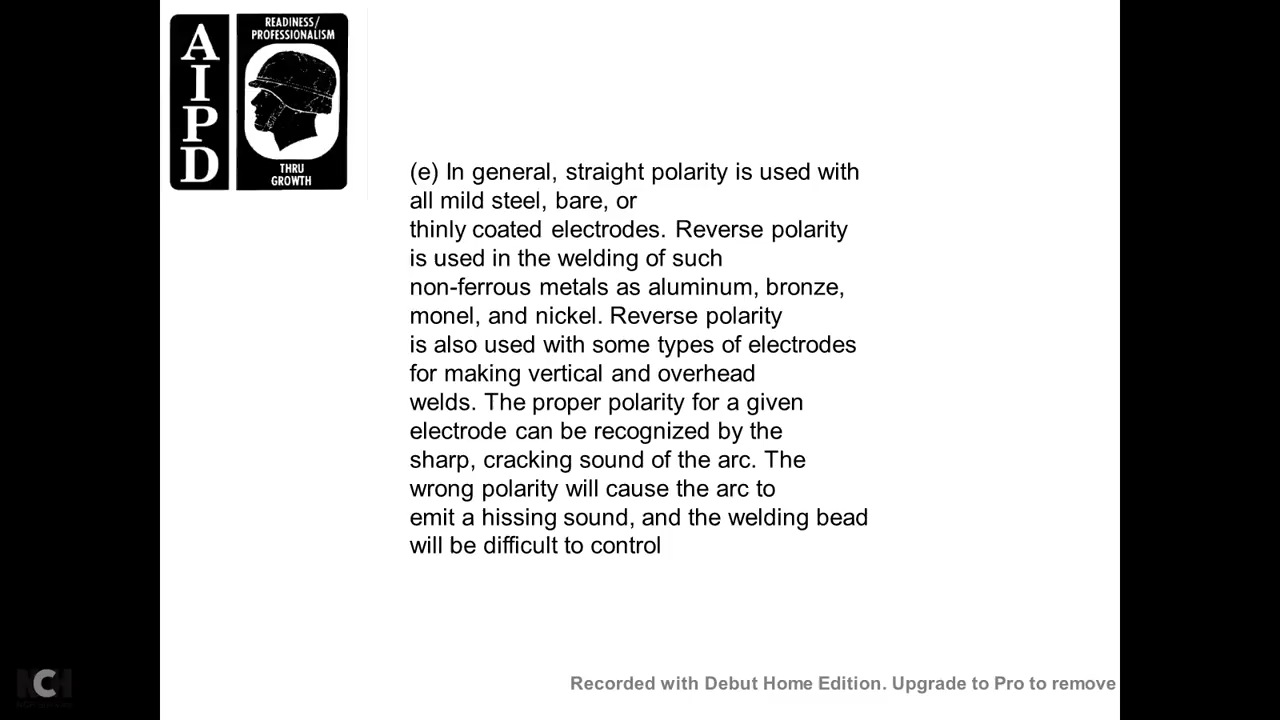 AIPD
READINESS/
PROFESSIONALISM
THRU
GROWTH
(e) In general, straight polarity is used with
all mild steel, bare, or
thinly coated electrodes. Reverse polarity
is used in the welding of such
non-ferrous metals as aluminum, bronze,
monel, and nickel. Reverse polarity
is also used with some types of electrodes
for making vertical and overhead
welds. The proper polarity for a given
electrode can be recognized by the
sharp, cracking sound of the arc. The
wrong polarity will cause the arc to
emit a hissing sound, and the welding bead
will be difficult to control
Recorded with Debut Home Edition. Upgrade to Pro to remove